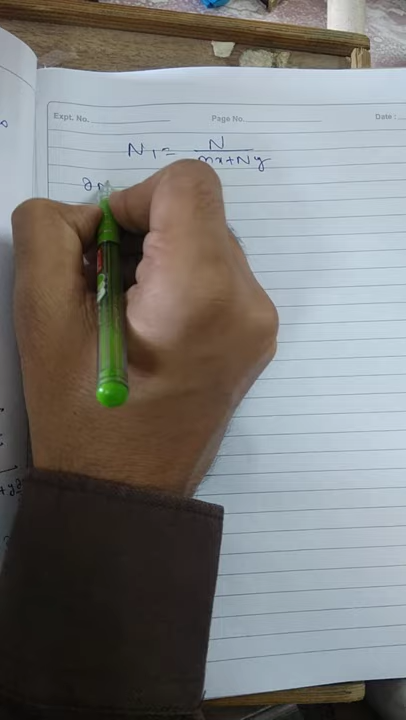 Expt. No. Page No. Date :
N₁ = N / mx+Ny
∂N